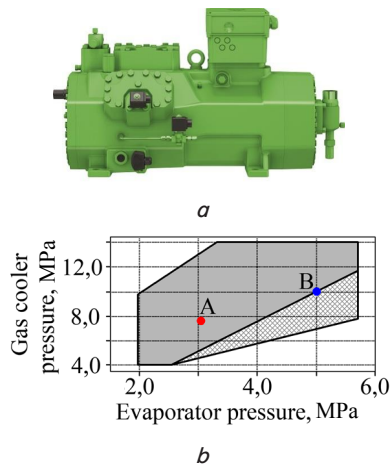 a
Gas cooler
pressure, MPa
12,0
8,0
4,0
A
B
2,0 4,0 6,0
Evaporator pressure, MPa
b